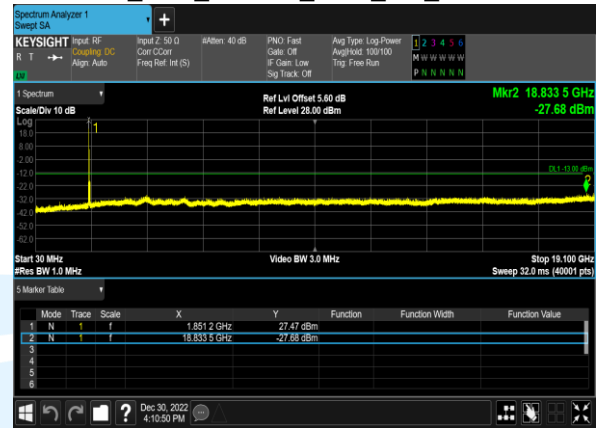 Spectrum Analyzer 1
Swept SA
+
KEYSIGHT Input: RF Input Z: 50 Ω #Atten: 40 dB PNO: Fast Avg Type: Log-Power 1 2 3 4 5 6
R T Coupling: DC Corr CCorr Gate: Off Avg|Hold: 100/100 M W W W W W
Align: Auto Freq Ref: Int (S) IF Gain: Low Trig: Free Run
Sig Track: Off P N N N N N
LW
1 Spectrum Ref Lvl Offset 5.60 dB Mkr2 18.833 5 GHz
Scale/Div 10 dB Ref Level 28.00 dBm -27.68 dBm
Log
1
18.0
8.00
-2.00
-12.0 DL1 -13.00 dBm
-22.0 2
-32.0
-42.0
-52.0
-62.0
Start 30 MHz Video BW 3.0 MHz Stop 19.100 GHz
#Res BW 1.0 MHz Sweep 32.0 ms (40001 pts)
5 Marker Table
Mode Trace Scale X Y Function Function Width Function Value
1 N 1 f 1.851 2 GHz 27.47 dBm
2 N 1 f 18.833 5 GHz -27.68 dBm
3
4
5
6
? Dec 30, 2022
4:10:50 PM